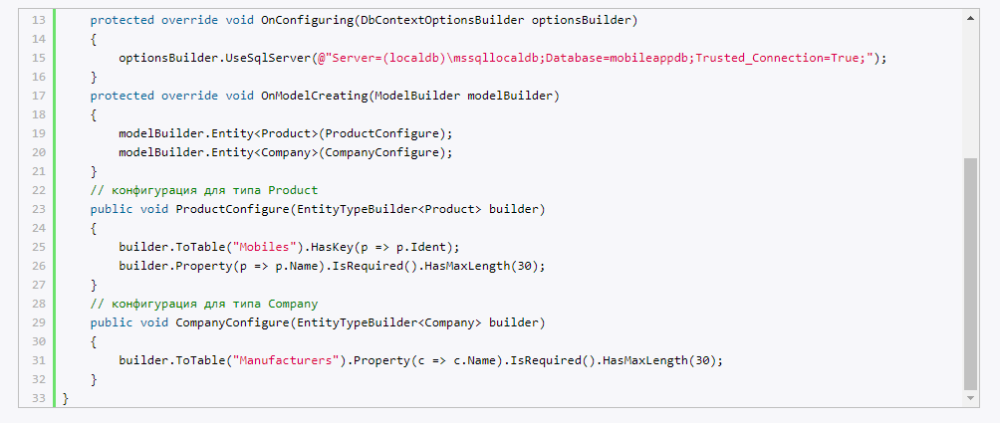 13 protected override void OnConfiguring(DbContextOptionsBuilder optionsBuilder)
14 {
15 optionsBuilder.UseSqlServer(@"Server=(localdb)\mssqllocaldb;Database=mobileappdb;Trusted_Connection=True;");
16 }
17 protected override void OnModelCreating(ModelBuilder modelBuilder)
18 {
19 modelBuilder.Entity<Product>(ProductConfigure);
20 modelBuilder.Entity<Company>(CompanyConfigure);
21 }
22 // конфигурация для типа Product
23 public void ProductConfigure(EntityTypeBuilder<Product> builder)
24 {
25 builder.ToTable("Mobiles").HasKey(p => p.Ident);
26 builder.Property(p => p.Name).IsRequired().HasMaxLength(30);
27 }
28 // конфигурация для типа Company
29 public void CompanyConfigure(EntityTypeBuilder<Company> builder)
30 {
31 builder.ToTable("Manufacturers").Property(c => c.Name).IsRequired().HasMaxLength(30);
32 }
33 }